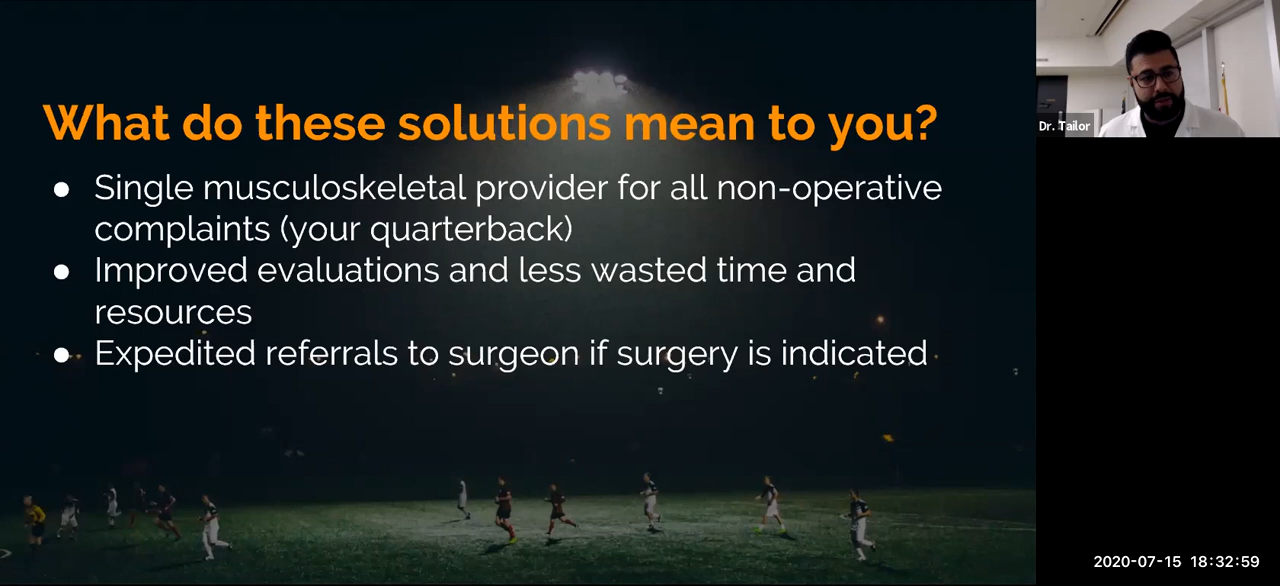 What do these solutions mean to you?
● Single musculoskeletal provider for all non-operative
complaints (your quarterback)
● Improved evaluations and less wasted time and
resources
● Expedited referrals to surgeon if surgery is indicated
Dr. Tailor
2020-07-15 18:32:59